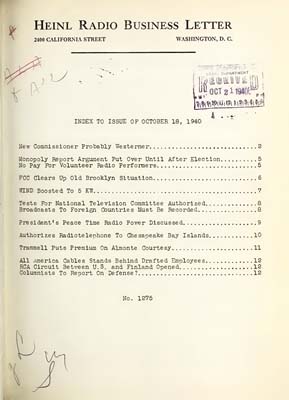 HEINL RADIO BUSINESS LETTER
2400 CALIFORNIA STREET WASHINGTON, D. C.
RECEIVED
OCT 21 1940
INDEX TO ISSUE OF OCTOBER 18, 1940
New Commissioner Probably Westerner....2
Monopoly Report Argument Put Over Until After Election....5
No Pay For Volunteer Radio Performers....5
FCC Clears Up Old Brooklyn Situation....6
WIND Boosted To 5 KW....7
Tests For National Television Committee Authorized....8
Broadcasts To Foreign Countries Must Be Recorded....8
President's Peace Time Radio Power Discussed....9
Authorizes Radiotelephone To Chesapeake Bay Islands....10
Trammell Puts Premium On Almonte Courtesy....11
All America Cables Stands Behind Drafted Employees....12
RCA Circuit Between U.S. and Finland Opened....12
Columnists To Report On Defense?....12
No. 1275